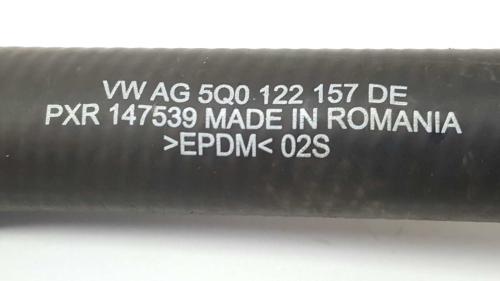 VW AG 5Q0.122 157 DE
PXR 147539 MADE IN ROMANIA
>EPDM< 02S